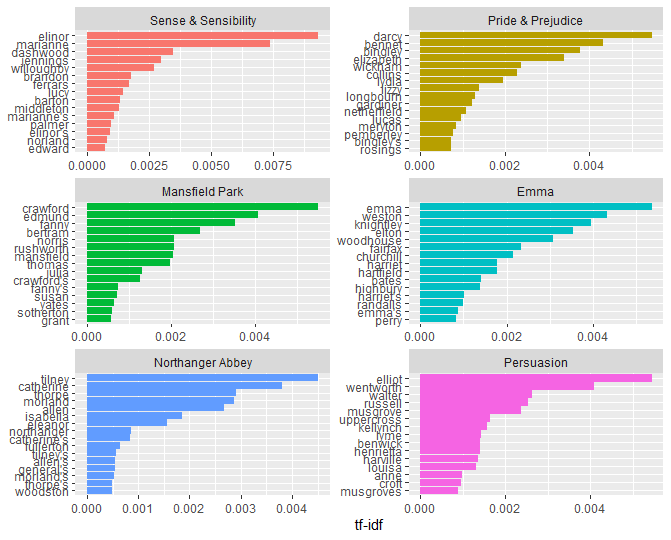 Sense & Sensibility
elinor
marianne
dashwood
jennings
willoughby
brandon
ferrars
lucy
barton
middleton
marianne's
palmer
elinor's
norland
edward
0.0000 0.0025 0.0050 0.0075
Pride & Prejudice
darcy
bennet
bingley
elizabeth
wickham
collins
lydia
lizzy
longbourn
gardiner
netherfield
lucas
meryton
pemberley
bingley's
rosings
0.000 0.002 0.004
Mansfield Park
crawford
edmund
fanny
bertram
norris
rushworth
mansfield
thomas
julia
crawford's
fanny's
susan
yates
sotherton
grant
0.000 0.002 0.004
Emma
emma
weston
knightley
elton
woodhouse
fairfax
churchill
harriet
hartfield
bates
highbury
harriet's
randalls
emma's
perry
0.000 0.002 0.004
Northanger Abbey
tilney
catherine
thorpe
morland
allen
isabella
eleanor
northanger
catherine's
fullerton
tilney's
allen's
general's
morland's
thorpe's
woodston
0.000 0.001 0.002 0.003 0.004
Persuasion
elliot
wentworth
walter
russell
musgrove
uppercross
kellynch
lyme
benwick
henrietta
harville
louisa
anne
croft
musgroves
0.000 0.002 0.004
tf-idf